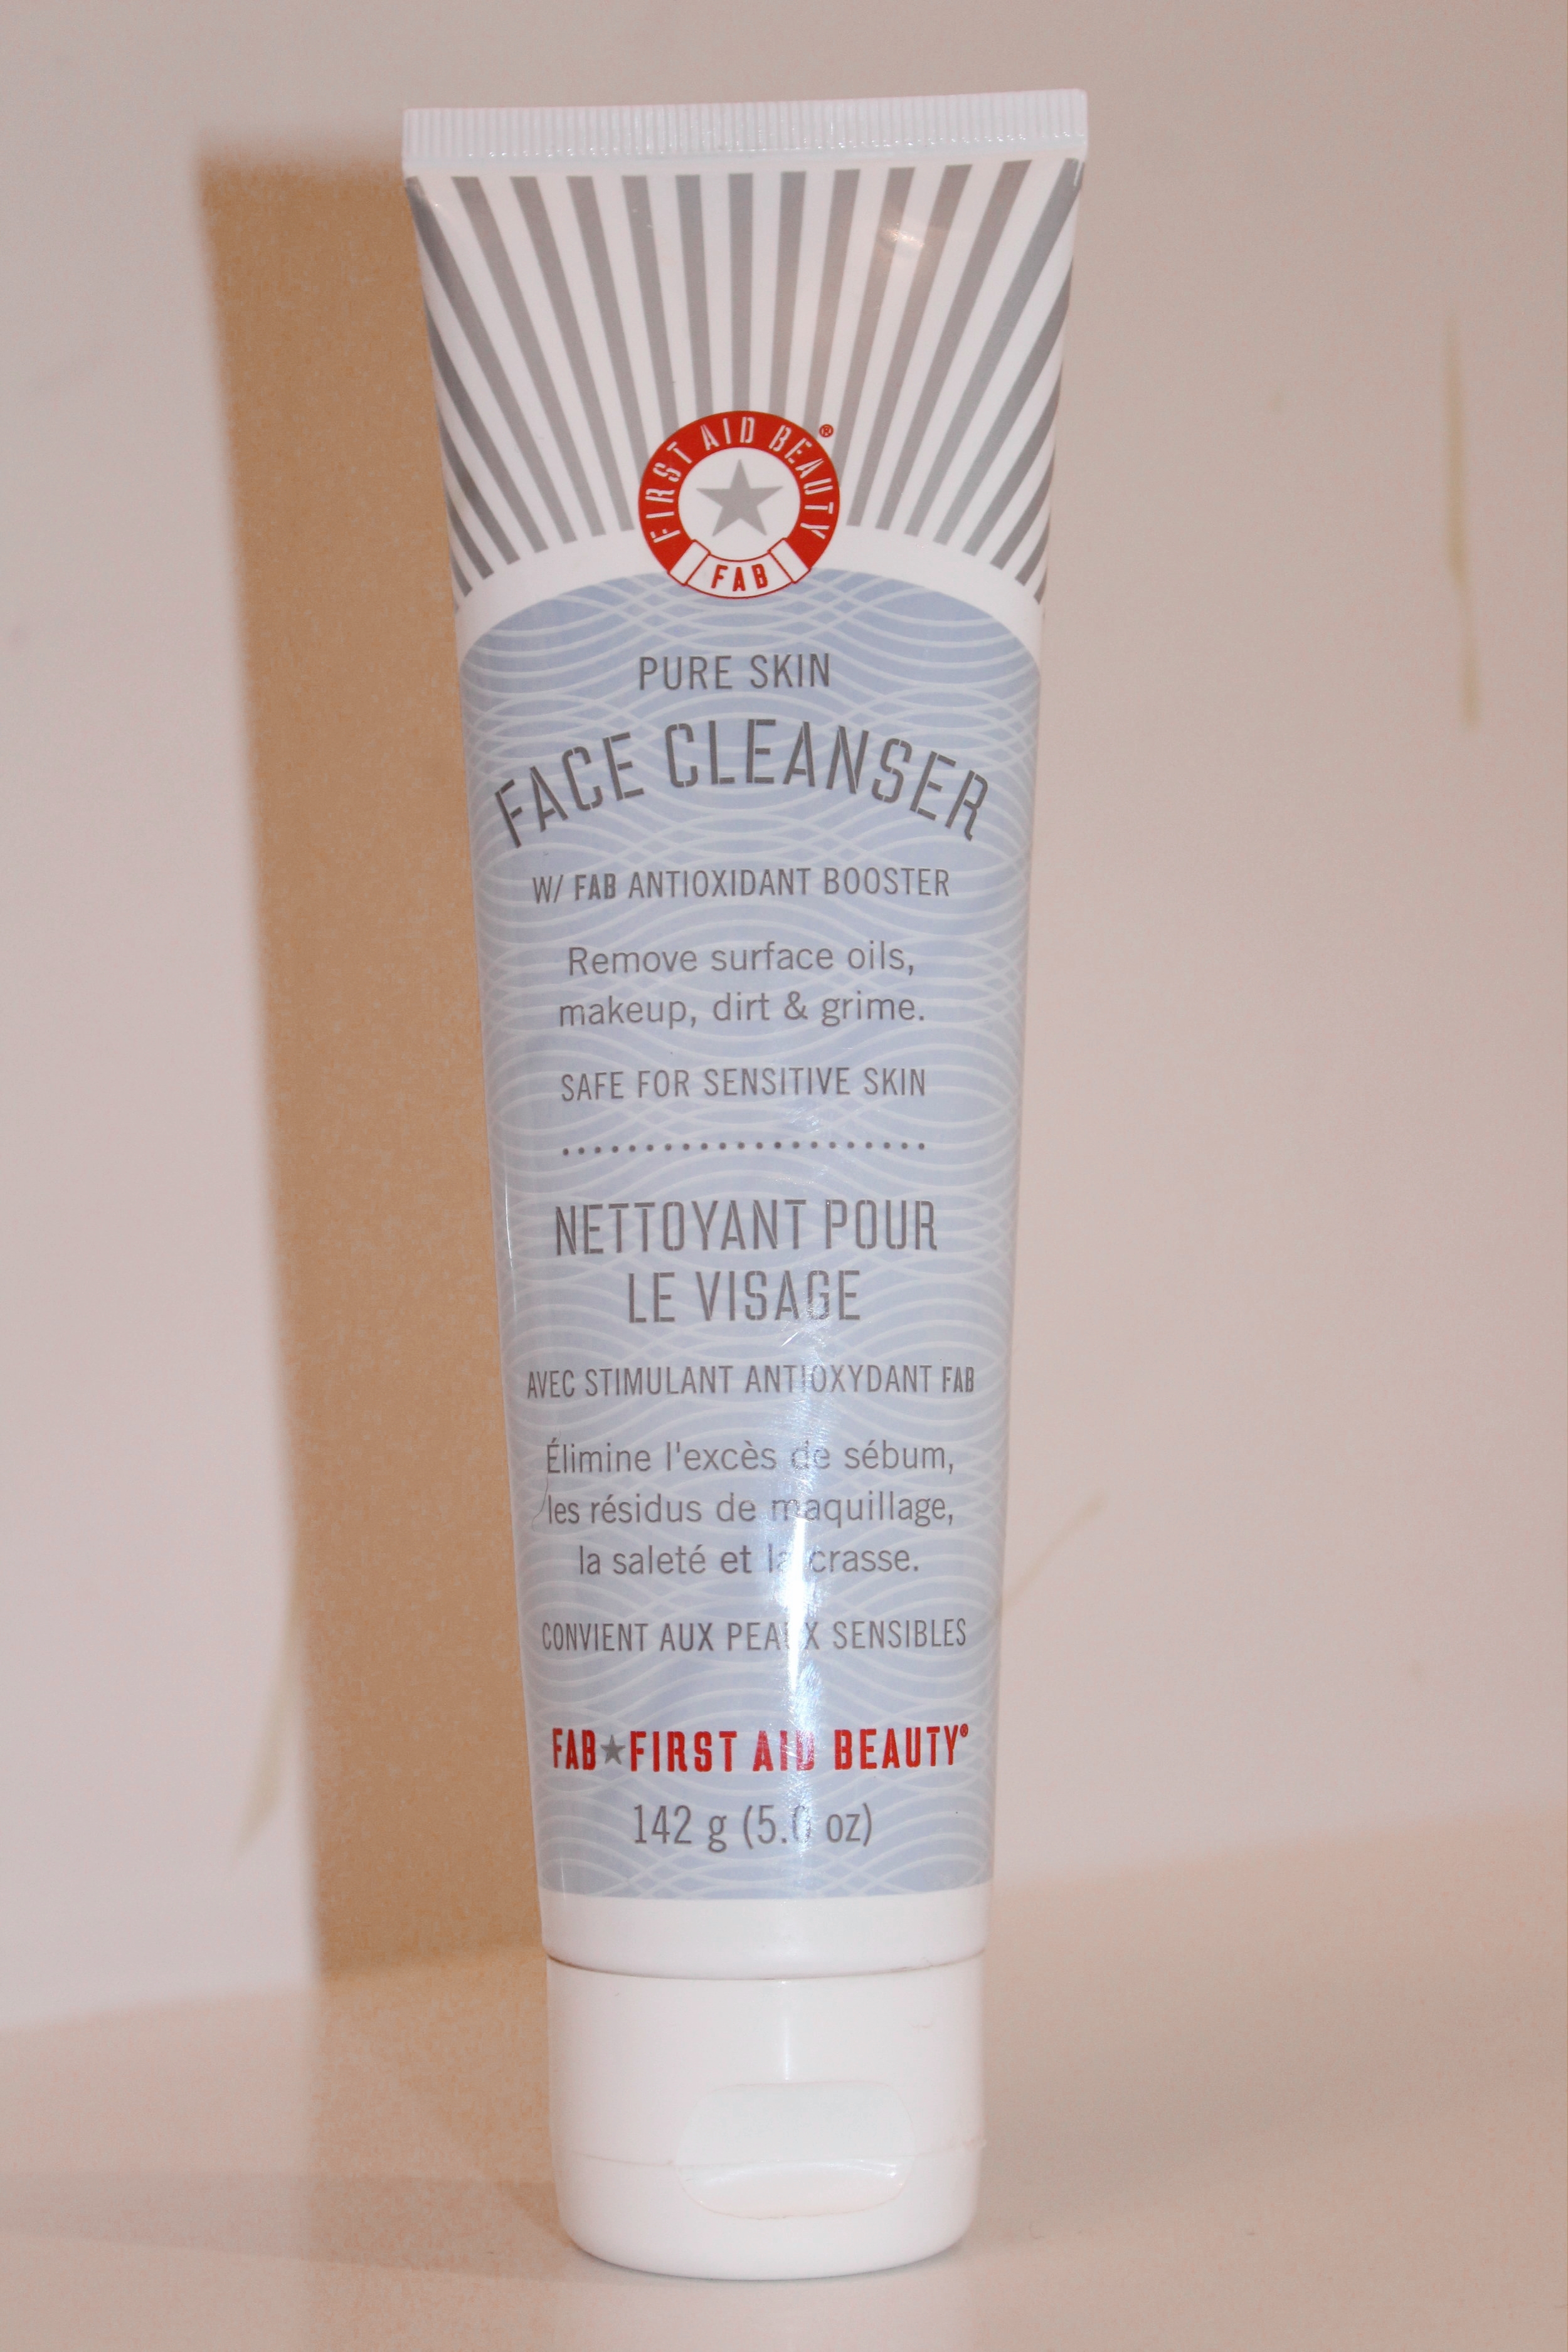 FIRST AID BEAUTY®
FAB
PURE SKIN
FACE CLEANSER
W/ FAB ANTIOXIDANT BOOSTER
Remove surface oils,
makeup, dirt & grime.
SAFE FOR SENSITIVE SKIN
NETTOYANT POUR
LE VISAGE
AVEC STIMULANT ANTIOXYDANT FAB
Élimine l'excès de sébum,
les résidus de maquillage,
la saleté et la crasse.
CONVIENT AUX PEAUX SENSIBLES
FAB★FIRST AID BEAUTY®
142 g (5.0 oz)